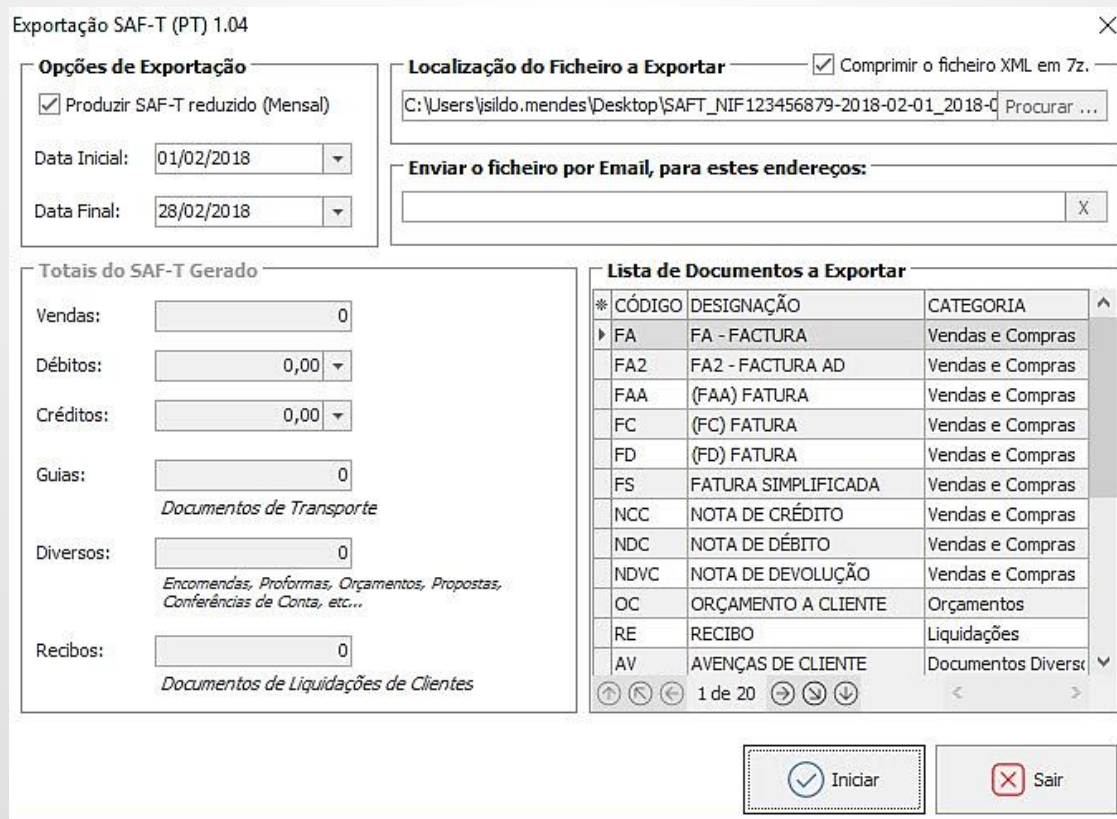 Exportação SAF-T (PT) 1.04
Opções de Exportação
Produzir SAF-T reduzido (Mensal)
Data Inicial: 01/02/2018
Data Final: 28/02/2018
Localização do Ficheiro a Exportar
Comprimir o ficheiro XML em 7z.
C:\Users\jsildo.mendes\Desktop\SAFT_NIF123456879-2018-02-01_2018-0 Procurar ...
Enviar o ficheiro por Email, para estes endereços:
X
Totais do SAF-T Gerado
Vendas: 0
Débitos: 0,00
Créditos: 0,00
Guias: 0
Documentos de Transporte
Diversos: 0
Encomendas, Proformas, Orçamentos, Propostas,
Conferências de Conta, etc...
Recibos: 0
Documentos de Liquidações de Clientes
Lista de Documentos a Exportar
CÓDIGO DESIGNAÇÃO CATEGORIA
FA FA - FACTURA Vendas e Compras
FA2 FA2 - FACTURA AD Vendas e Compras
FAA (FAA) FATURA Vendas e Compras
FC (FC) FATURA Vendas e Compras
FD (FD) FATURA Vendas e Compras
FS FATURA SIMPLIFICADA Vendas e Compras
NCC NOTA DE CRÉDITO Vendas e Compras
NDC NOTA DE DÉBITO Vendas e Compras
NDVC NOTA DE DEVOLUÇÃO Vendas e Compras
OC ORÇAMENTO A CLIENTE Orçamentos
RE RECIBO Liquidações
AV AVENÇAS DE CLIENTE Documentos Diversc
1 de 20
Iniciar
Sair